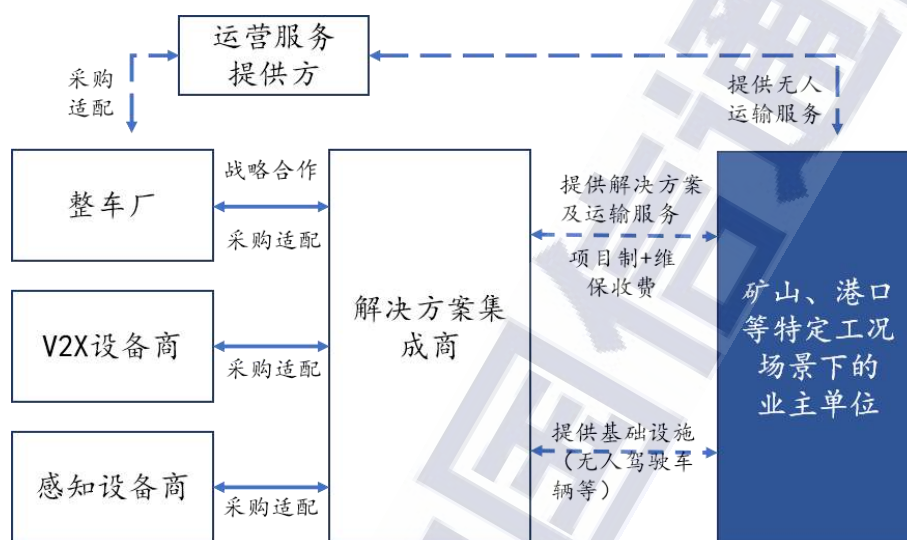 运营服务
提供方
采购
适配
提供无人
运输服务
整车厂
战略合作
采购适配
提供解决方案
及运输服务
项目制+维
保收费
V2X设备商
采购适配
解决方案集
成商
矿山、港口
等特定工况
场景下的
业主单位
感知设备商
采购适配
提供基础设施
（无人驾驶车
辆等）